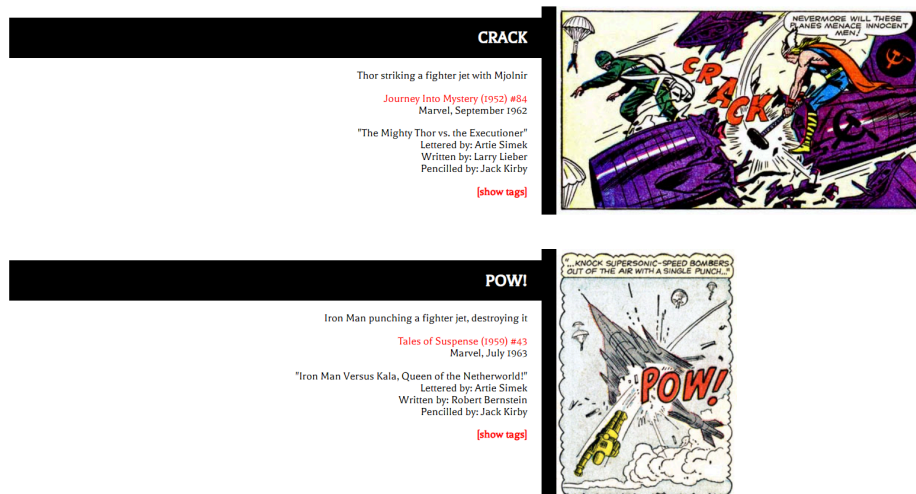 CRACK
Thor striking a fighter jet with Mjolnir
Journey Into Mystery (1952) #84
Marvel, September 1962
"The Mighty Thor vs. the Executioner"
Lettered by: Artie Simek
Written by: Larry Lieber
Pencilled by: Jack Kirby
[show tags]
NEVERMORE WILL THESE
PLANES MENACE INNOCENT
MEN!
CRACK
POW!
Iron Man punching a fighter jet, destroying it
Tales of Suspense (1959) #43
Marvel, July 1963
"Iron Man Versus Kala, Queen of the Netherworld!"
Lettered by: Artie Simek
Written by: Robert Bernstein
Pencilled by: Jack Kirby
[show tags]
"...KNOCK SUPERSONIC-SPEED BOMBERS
OUT OF THE AIR WITH A SINGLE PUNCH..."
POW!